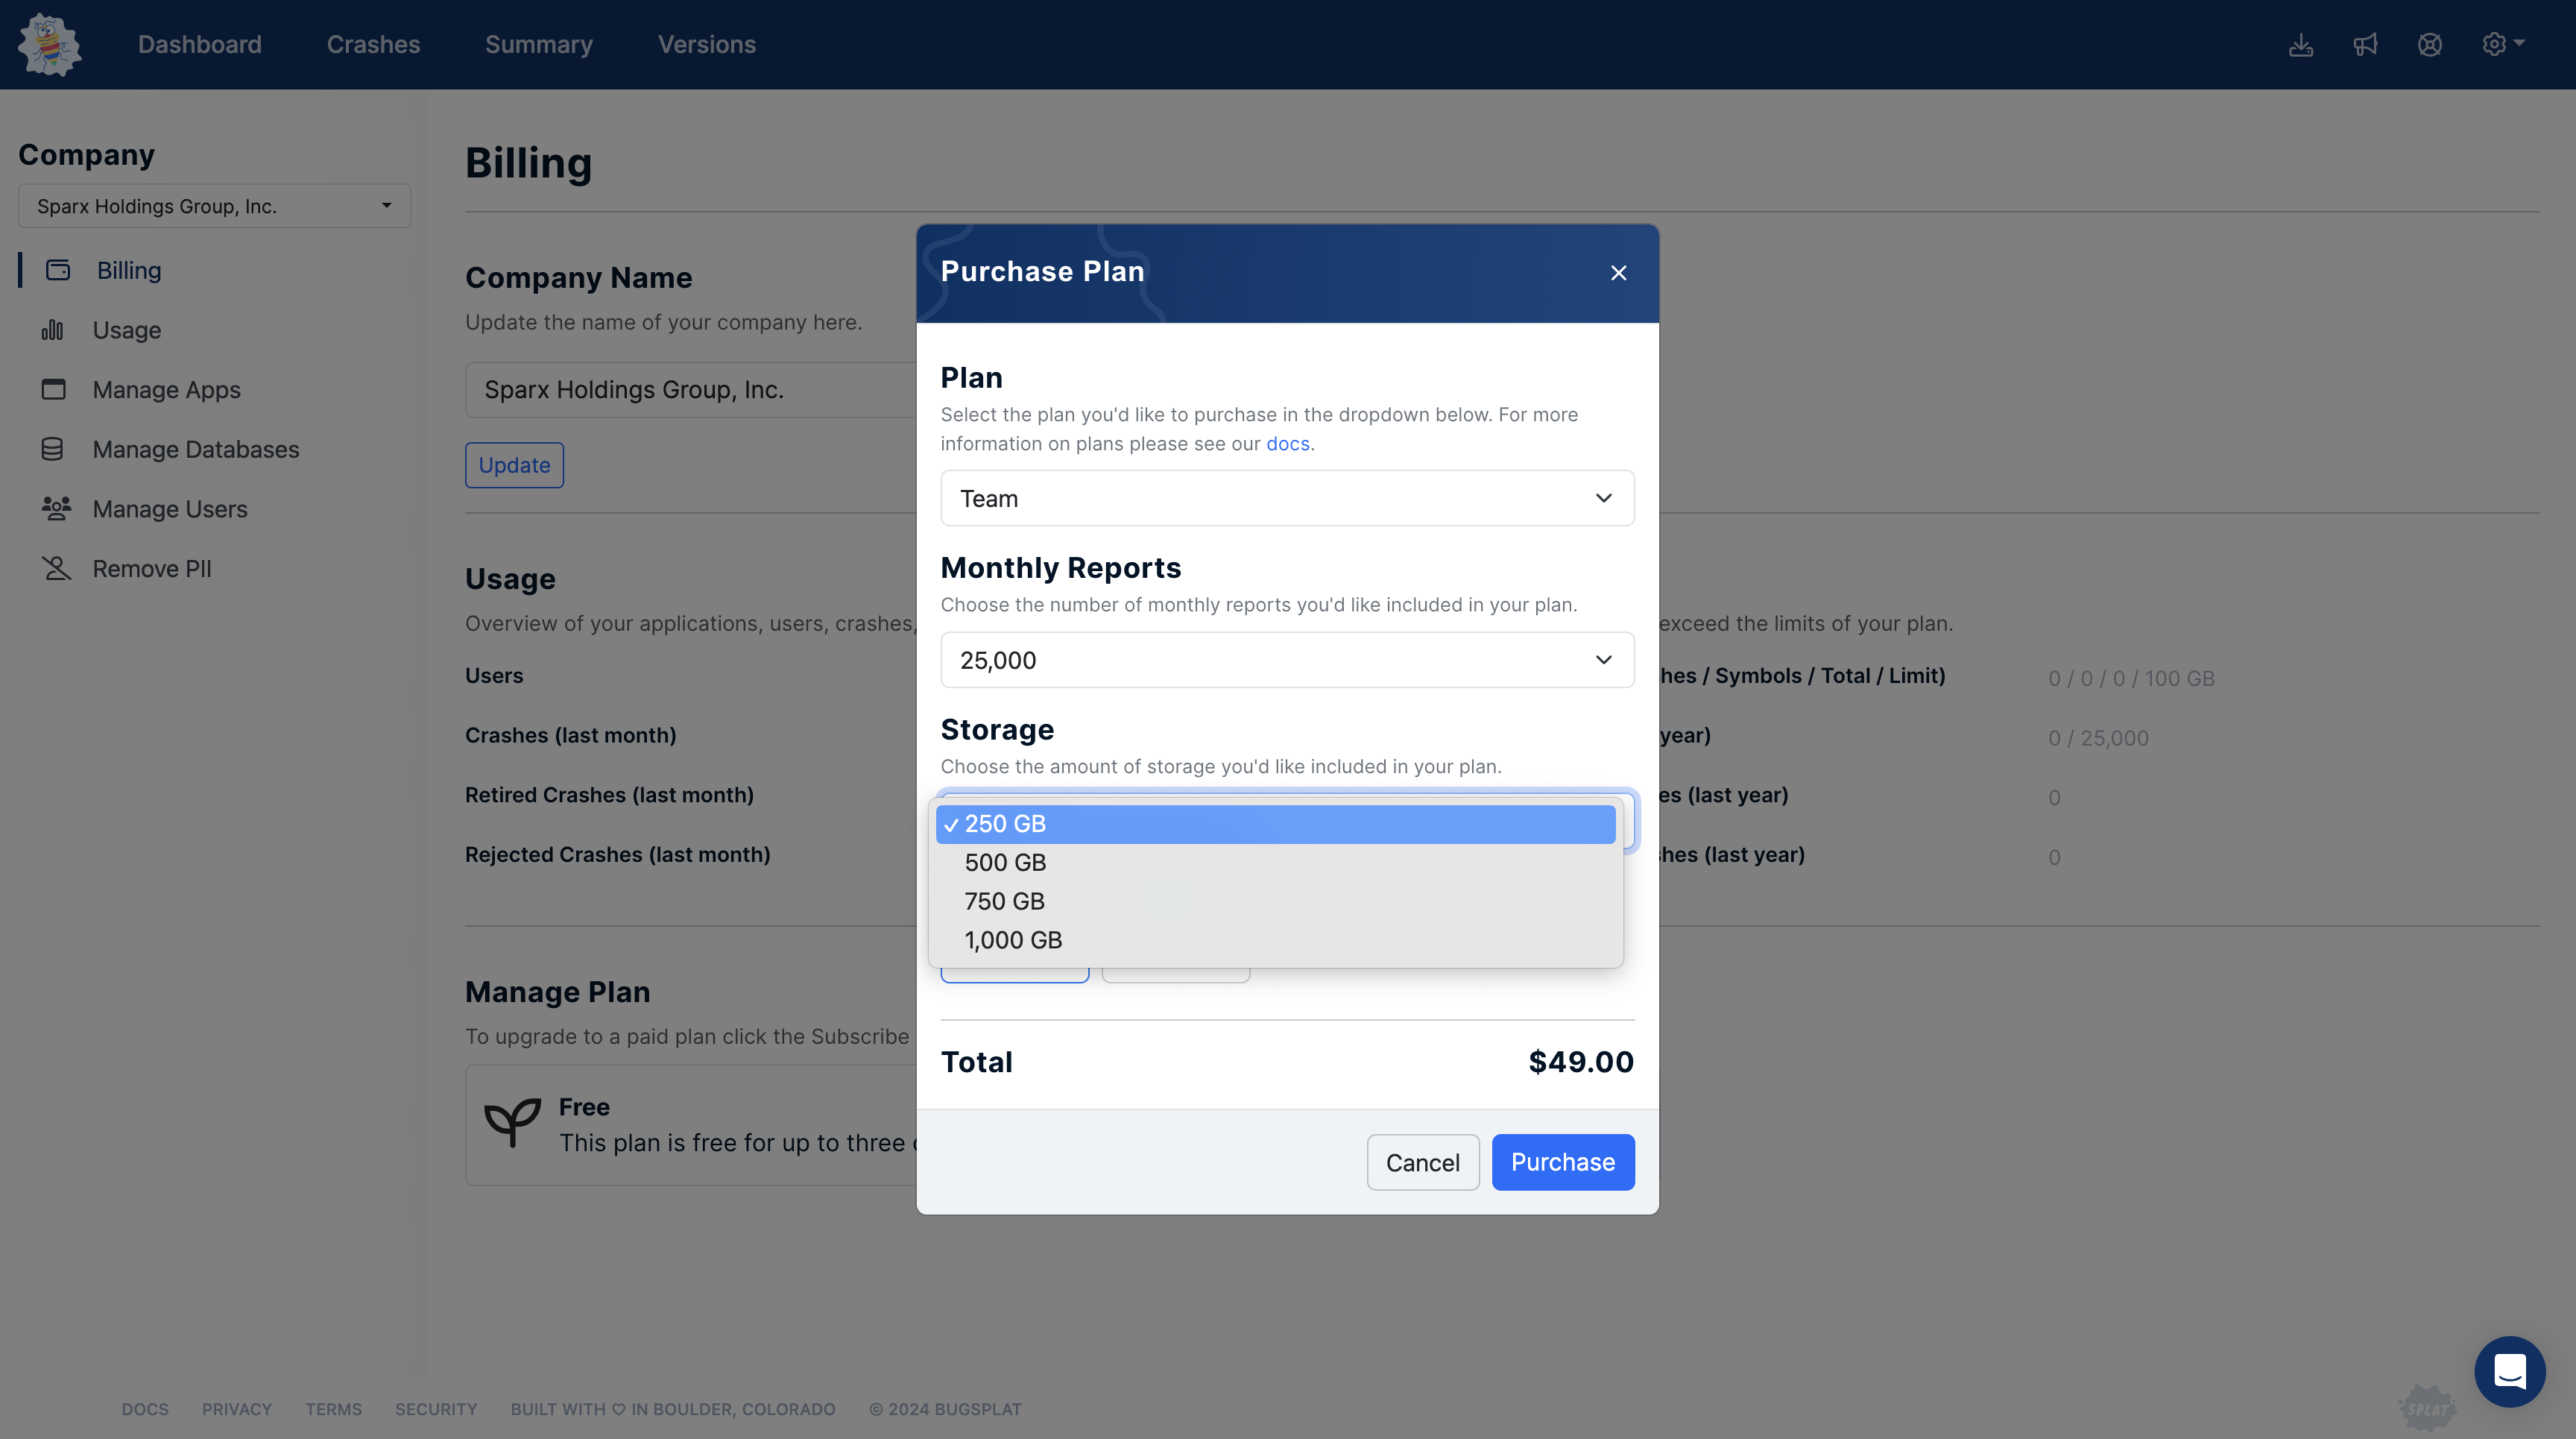 Dashboard
Crashes
Summary
Versions
Company
Sparx Holdings Group, Inc.
Billing
Usage
Manage Apps
Manage Databases
Manage Users
Remove PII
Billing
Company Name
Update the name of your company here.
Sparx Holdings Group, Inc.
Update
Usage
Overview of your applications, users, crashes,
exceed the limits of your plan.
Users
hes / Symbols / Total / Limit)
0 / 0 / 0 / 100 GB
Crashes (last month)
year)
0 / 25,000
Retired Crashes (last month)
es (last year)
0
Rejected Crashes (last month)
shes (last year)
0
Manage Plan
To upgrade to a paid plan click the Subscribe
Free
This plan is free for up to three
Purchase Plan
Plan
Select the plan you'd like to purchase in the dropdown below. For more
information on plans please see our docs.
Team
Monthly Reports
Choose the number of monthly reports you'd like included in your plan.
25,000
Storage
Choose the amount of storage you'd like included in your plan.
250 GB
500 GB
750 GB
1,000 GB
Total
$49.00
Cancel
Purchase
DOCS
PRIVACY
TERMS
SECURITY
BUILT WITH ♡ IN BOULDER, COLORADO
© 2024 BUGSPLAT
SPLAT